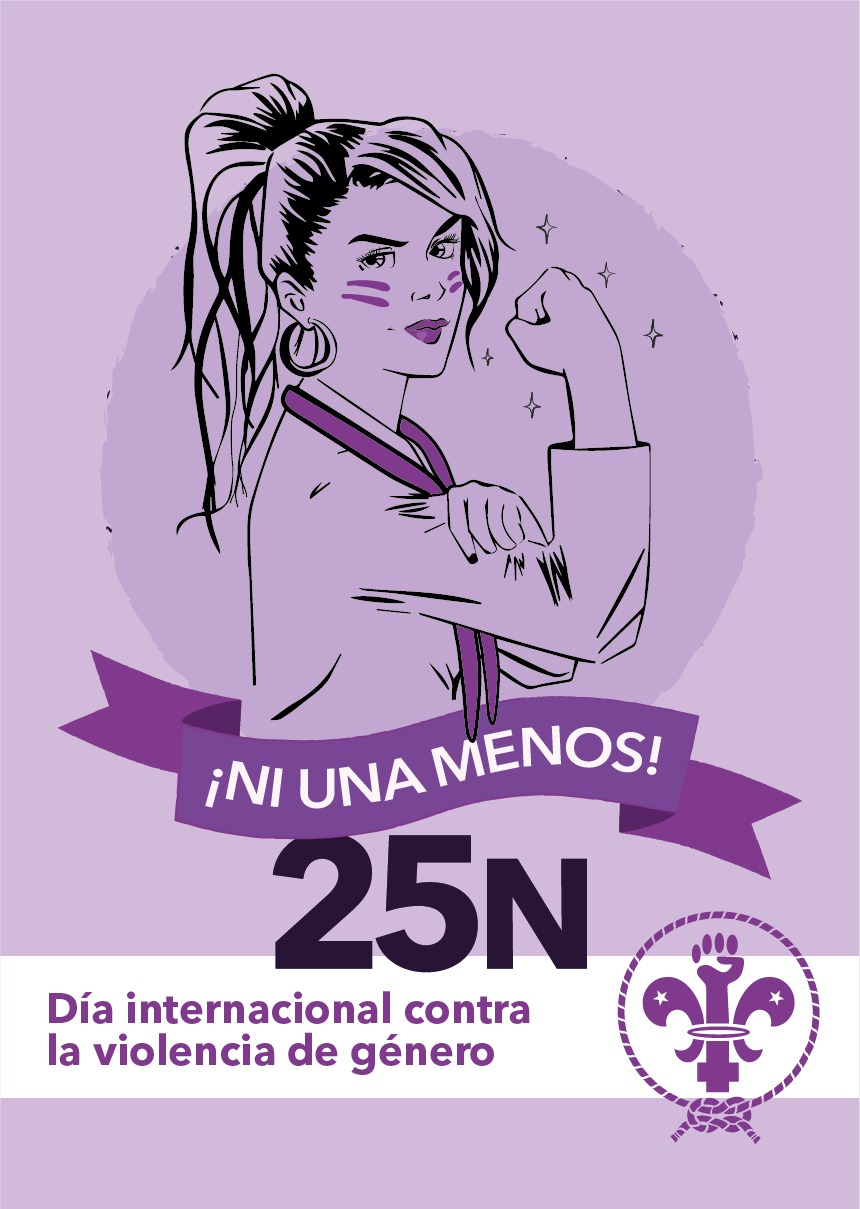 ¡NI UNA MENOS!
25N
Día internacional contra
la violencia de género